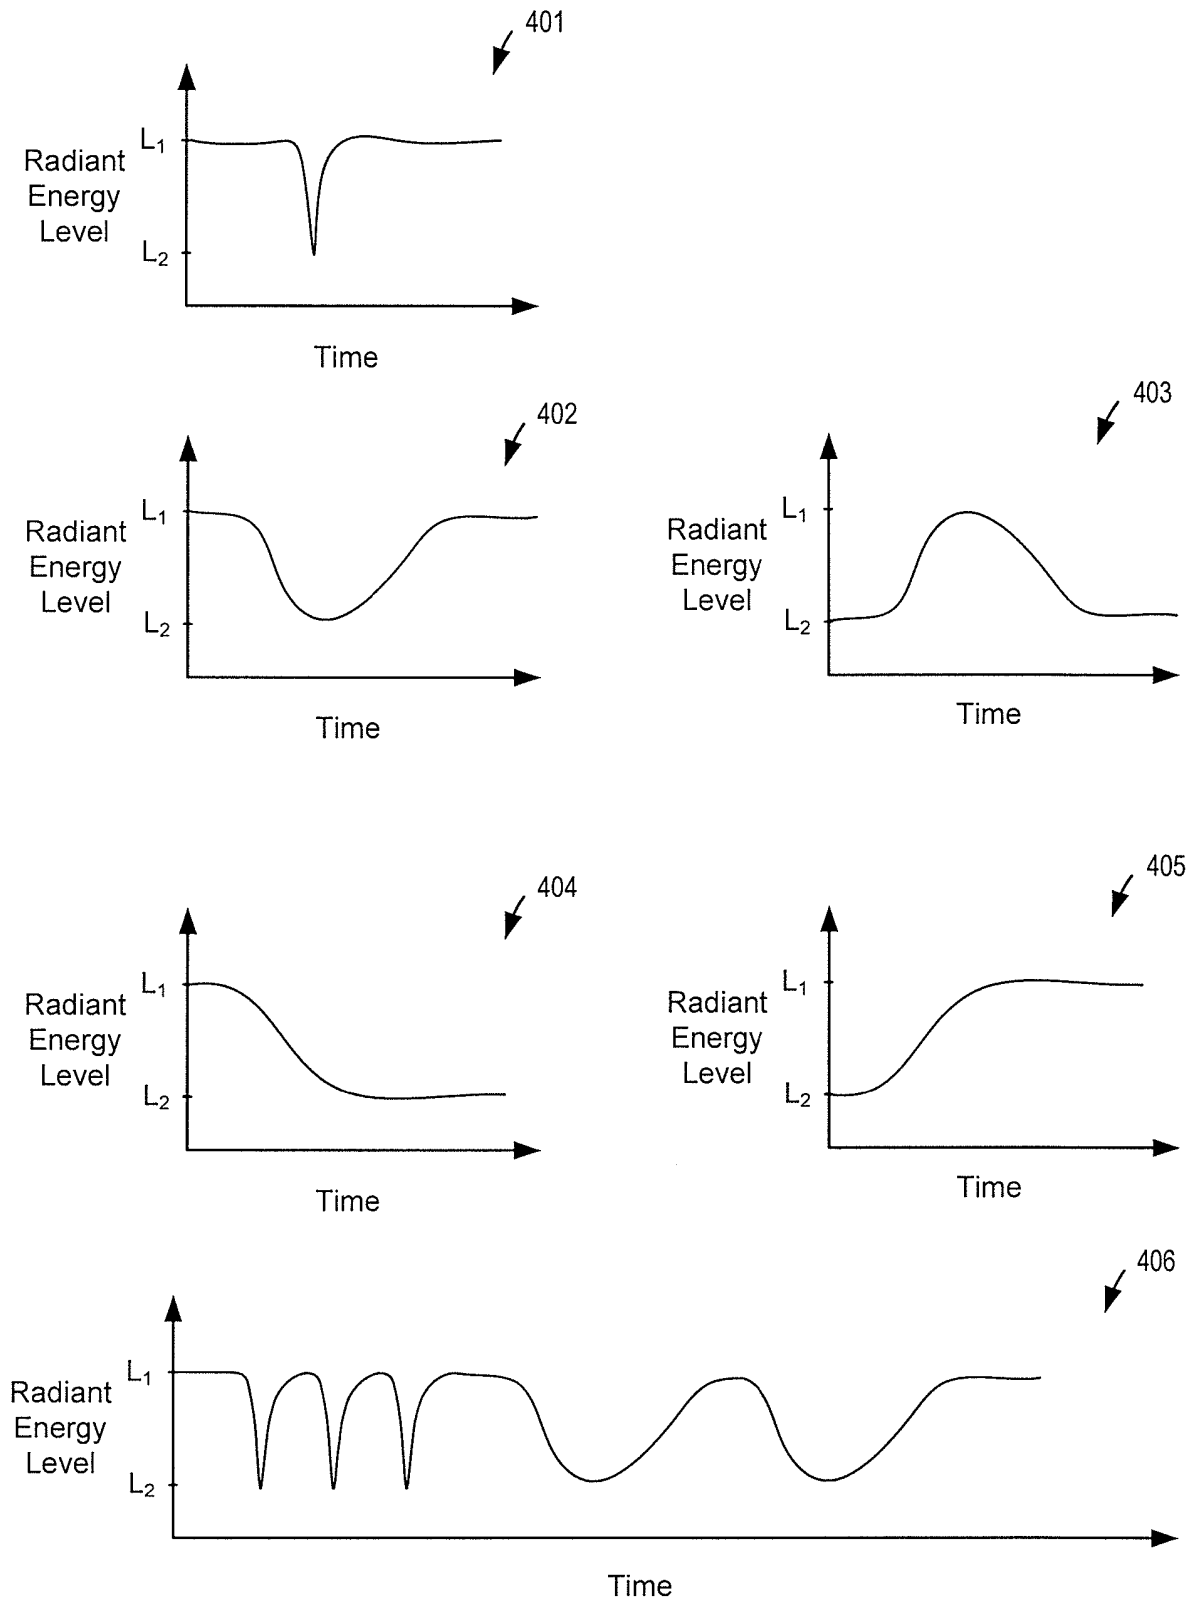 401
L₁
Radiant
Energy
Level
L₂
Time
402
L₁
Radiant
Energy
Level
L₂
Time
403
L₁
Radiant
Energy
Level
L₂
Time
404
L₁
Radiant
Energy
Level
L₂
Time
405
L₁
Radiant
Energy
Level
L₂
Time
406
L₁
Radiant
Energy
Level
L₂
Time